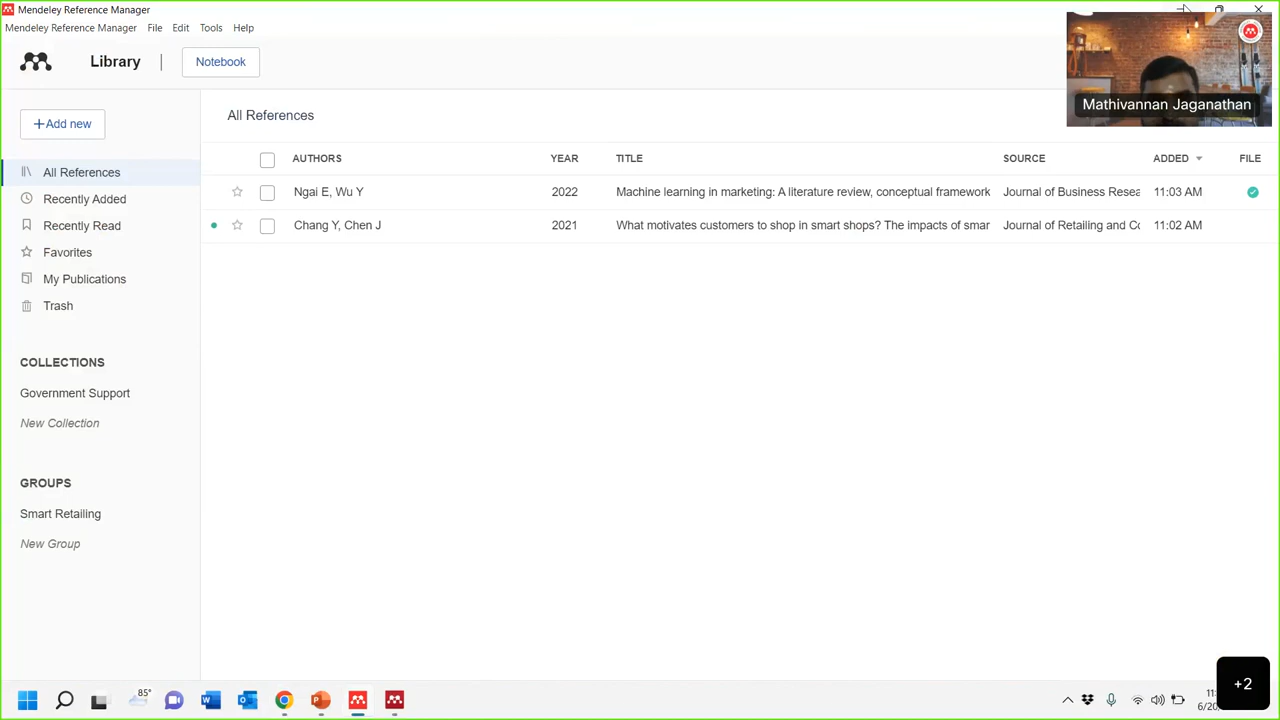 Mendeley Reference Manager
Mendeley Reference Manager File Edit Tools Help
Library | Notebook
Mathivannan Jaganathan
+Add new
All References
All References
Recently Added
Recently Read
Favorites
My Publications
Trash
COLLECTIONS
Government Support
New Collection
GROUPS
Smart Retailing
New Group
AUTHORS YEAR TITLE SOURCE ADDED FILE
Ngai E, Wu Y 2022 Machine learning in marketing: A literature review, conceptual framework Journal of Business Resea 11:03 AM
Chang Y, Chen J 2021 What motivates customers to shop in smart shops? The impacts of smar Journal of Retailing and Co 11:02 AM
85°
+2